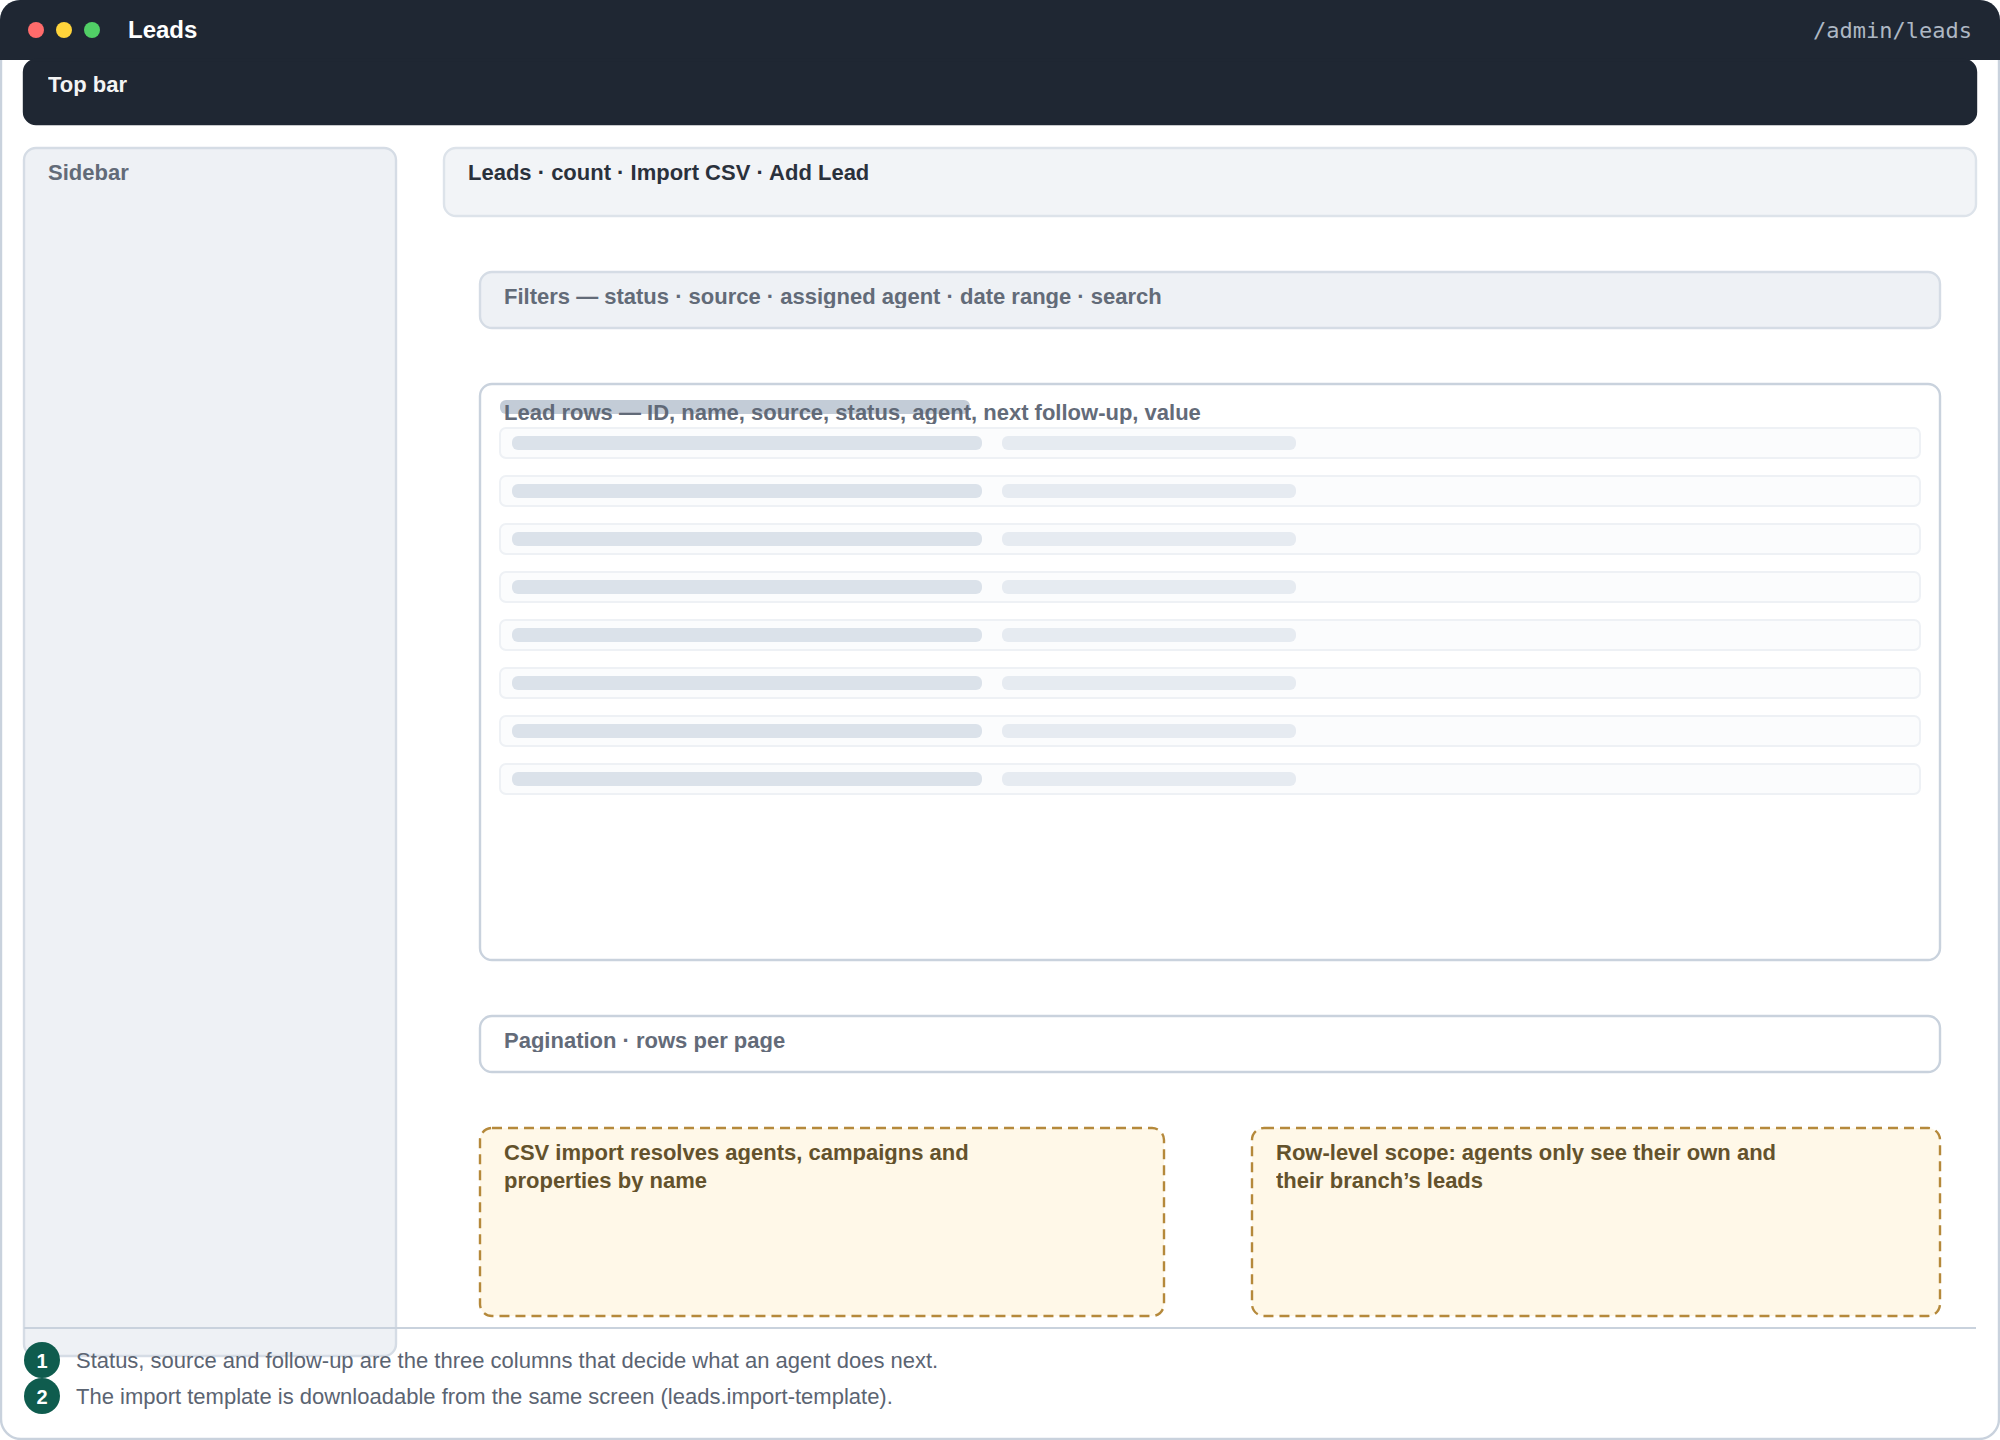 Leads
/admin/leads
Top bar
Sidebar
Leads · count · Import CSV · Add Lead
Filters — status · source · assigned agent · date range · search
Lead rows — ID, name, source, status, agent, next follow-up, value
Pagination · rows per page
CSV import resolves agents, campaigns and
properties by name
Row-level scope: agents only see their own and
their branch’s leads
1 Status, source and follow-up are the three columns that decide what an agent does next.
2 The import template is downloadable from the same screen (leads.import-template).